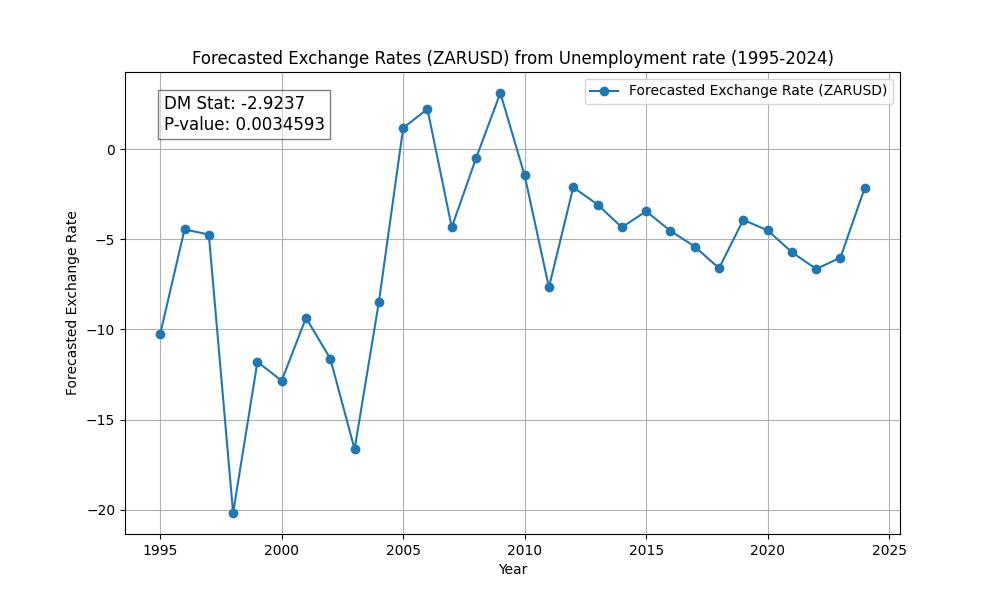 Forecasted Exchange Rates (ZARUSD) from Unemployment rate (1995-2024)
DM Stat: -2.9237
P-value: 0.0034593
Forecasted Exchange Rate (ZARUSD)
Forecasted Exchange Rate
0
−5
−10
−15
−20
1995 2000 2005 2010 2015 2020 2025
Year